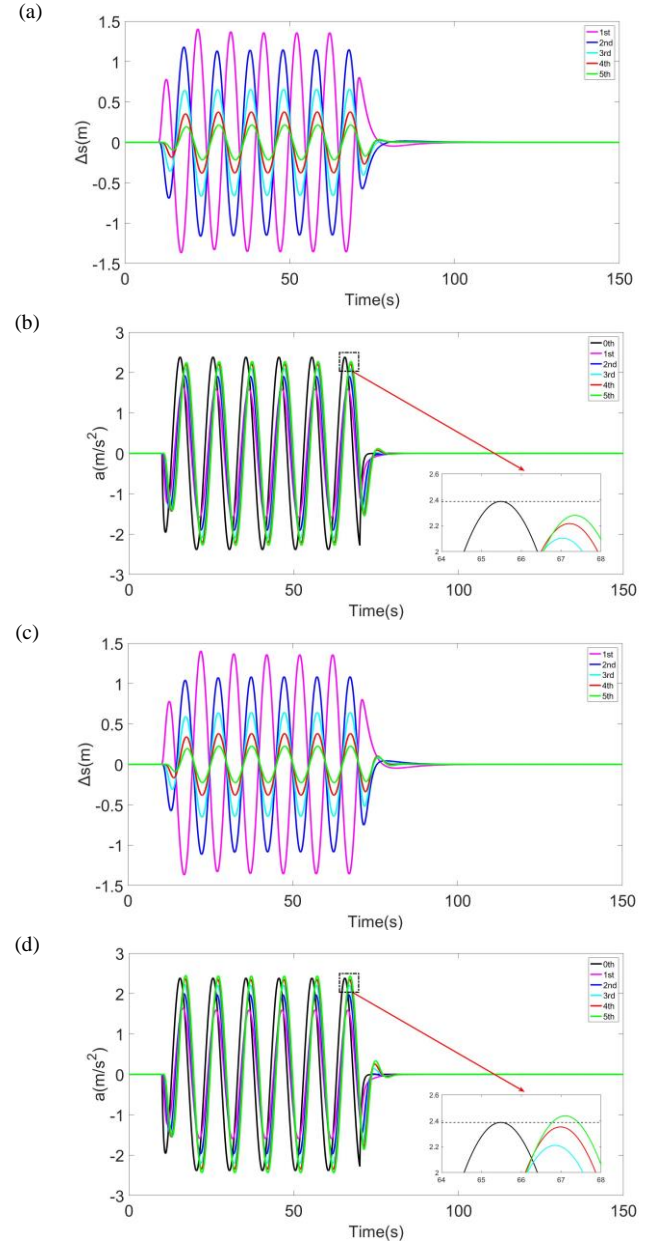 (a)
1.5
1
0.5
0
-0.5
-1
-1.5
Δs(m)
0
50
100
150
Time(s)
1st
2nd
3rd
4th
5th
(b)
3
2
1
0
-1
-2
-3
a(m/s²)
0
50
100
150
Time(s)
0th
1st
2nd
3rd
4th
5th
2.6
2.4
2.2
2
64
65
66
67
68
(c)
1.5
1
0.5
0
-0.5
-1
-1.5
Δs(m)
0
50
100
150
Time(s)
1st
2nd
3rd
4th
5th
(d)
3
2
1
0
-1
-2
-3
a(m/s²)
0
50
100
150
Time(s)
0th
1st
2nd
3rd
4th
5th
2.6
2.4
2.2
2
64
65
66
67
68